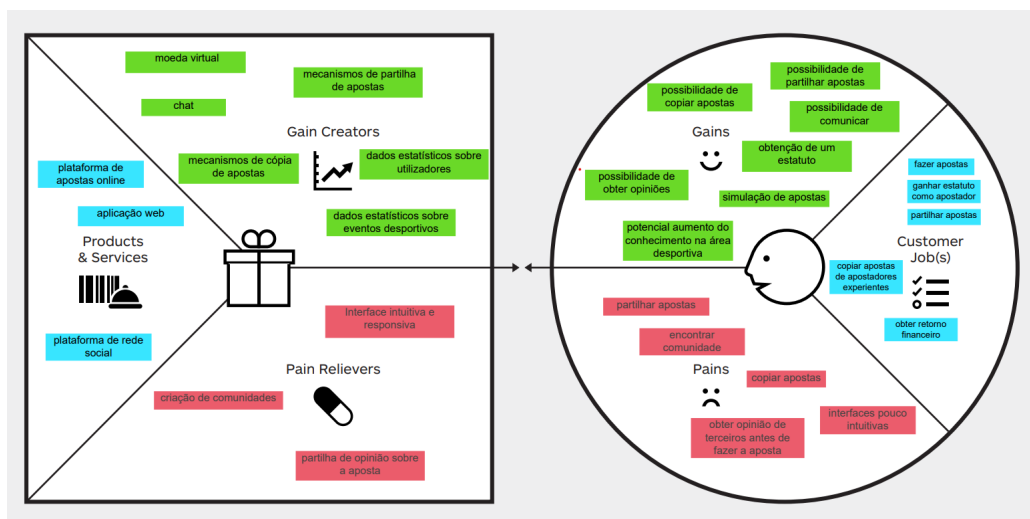 moeda virtual
mecanismos de partilha
de apostas
chat
Gain Creators
mecanismos de cópia
de apostas
dados estatísticos sobre
utilizadores
dados estatísticos sobre
eventos desportivos
plataforma de
apostas online
aplicação web
Products
& Services
plataforma de rede
social
Interface intuitiva e
responsiva
Pain Relievers
criação de comunidades
partilha de opinião sobre
a aposta
possibilidade de
copiar apostas
possibilidade de
partilhar apostas
possibilidade de
comunicar
Gains
obtenção de um
estatuto
possibilidade de
obter opiniões
simulação de apostas
potencial aumento do
conhecimento na área
desportiva
fazer apostas
ganhar estatuto
como apostador
partilhar apostas
Customer
Job(s)
copiar apostas
de apostadores
experientes
obter retorno
financeiro
partilhar apostas
encontrar
comunidade
Pains
copiar apostas
interfaces pouco
intuitivas
obter opinião de
terceiros antes de
fazer a aposta